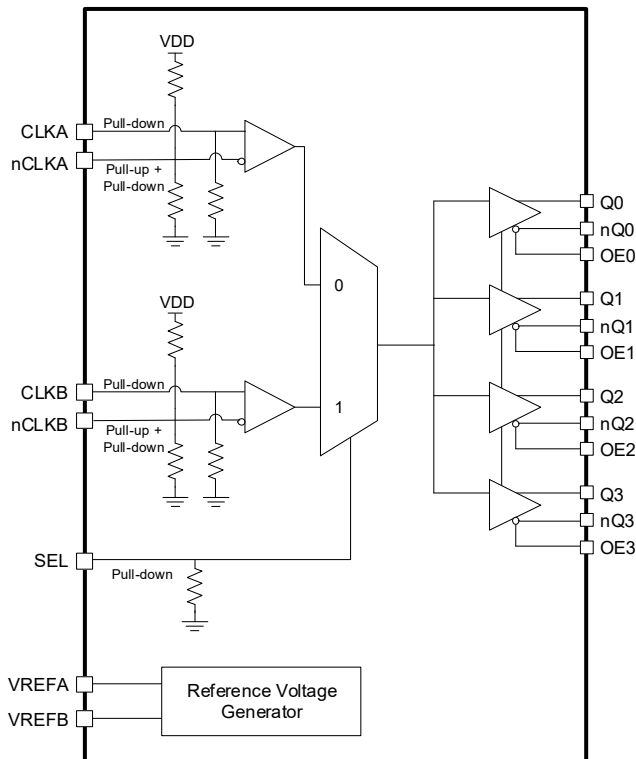 VDD
CLKA
Pull-down
nCLKA
Pull-up +
Pull-down
VDD
CLKB
Pull-down
nCLKB
Pull-up +
Pull-down
0
1
SEL
Pull-down
VREFA
VREFB
Reference Voltage
Generator
Q0
nQ0
OE0
Q1
nQ1
OE1
Q2
nQ2
OE2
Q3
nQ3
OE3